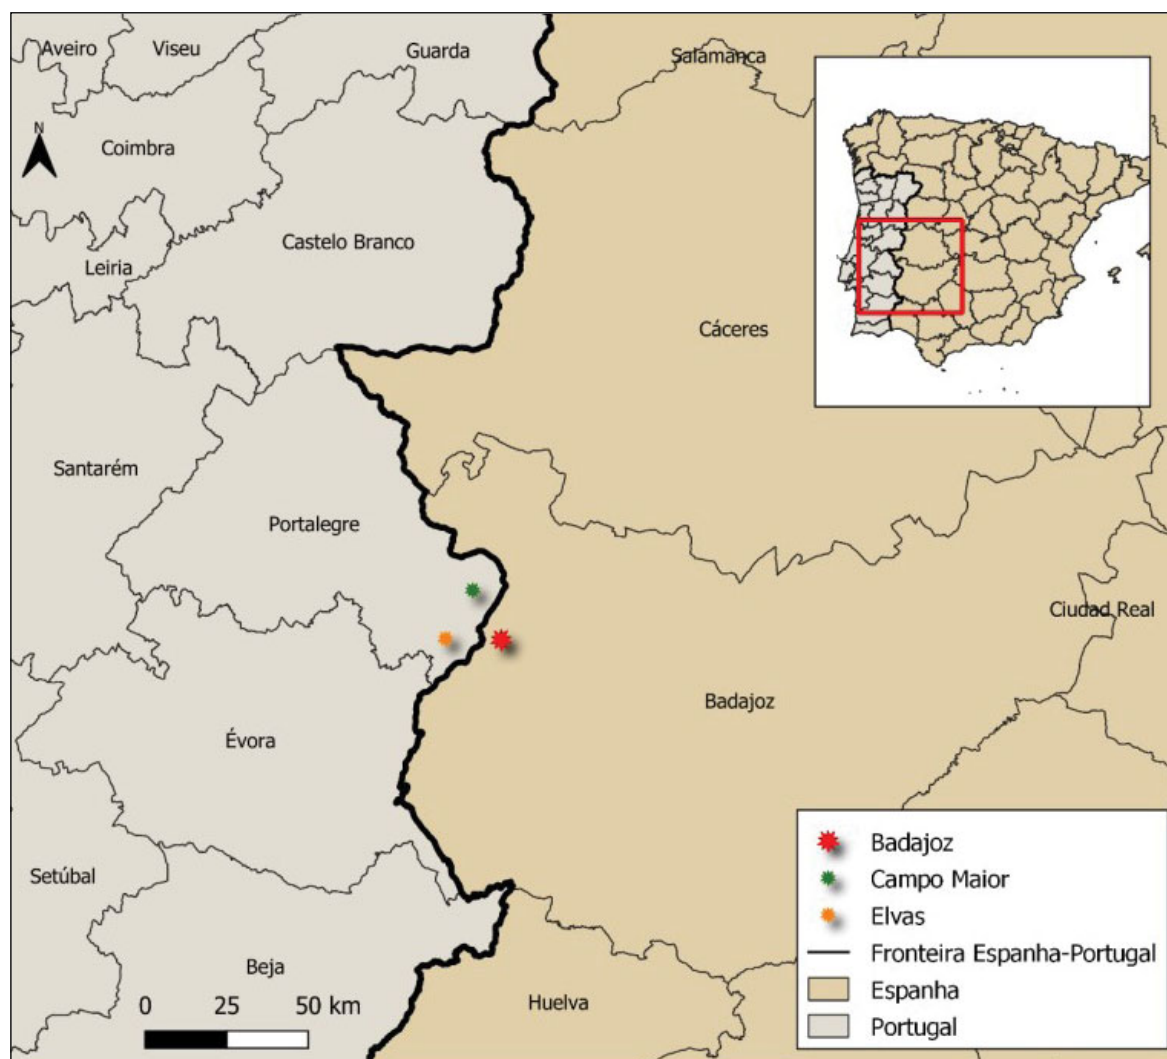 Aveiro
Viseu
Guarda
Salamanca
N
Coimbra
Castelo Branco
Leiria
Cáceres
Santarém
Portalegre
Ciudad Real
Badajoz
Évora
Setúbal
Beja
Huelva
0 25 50 km
Badajoz
Campo Maior
Elvas
Fronteira Espanha-Portugal
Espanha
Portugal